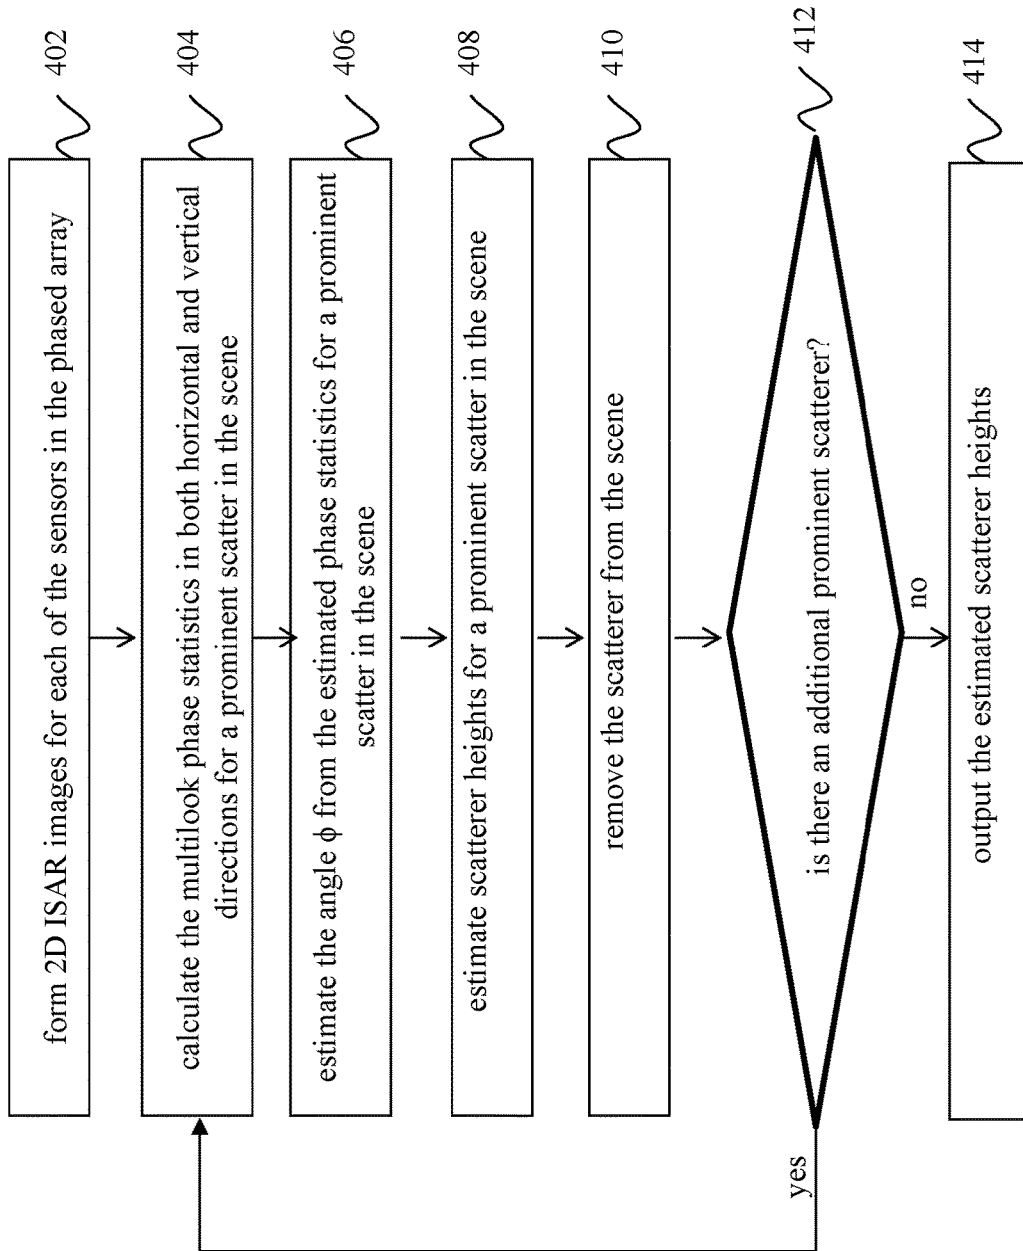 form 2D ISAR images for each of the sensors in the phased array
402
calculate the multilook phase statistics in both horizontal and vertical
directions for a prominent scatter in the scene
404
estimate the angle ϕ from the estimated phase statistics for a prominent
scatter in the scene
406
estimate scatterer heights for a prominent scatter in the scene
408
remove the scatterer from the scene
410
is there an additional prominent scatterer?
412
yes
no
output the estimated scatterer heights
414